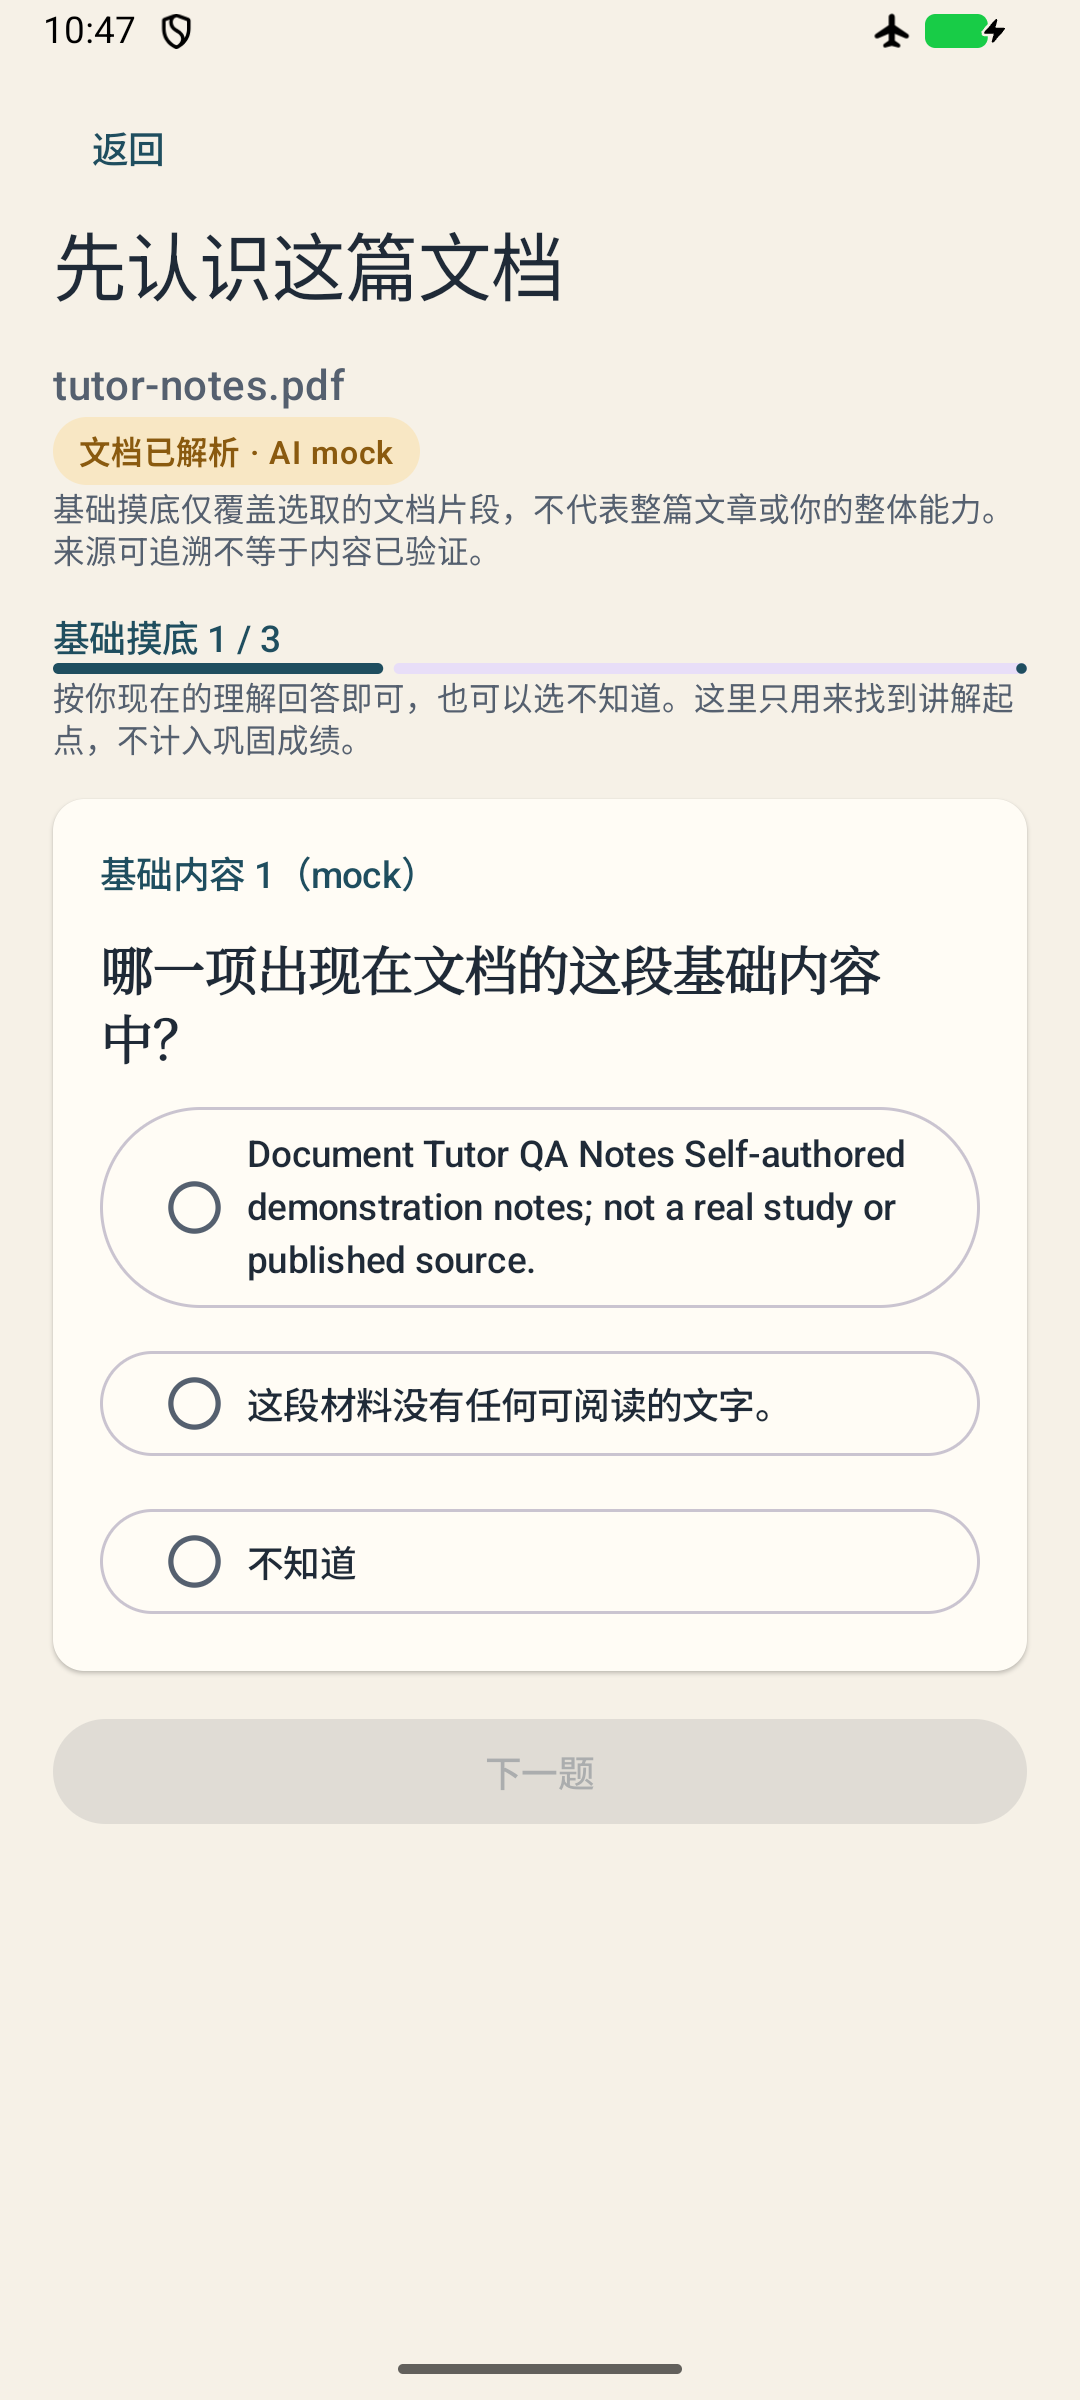 10:47
返回
先认识这篇文档
tutor-notes.pdf
文档已解析 · AI mock
基础摸底仅覆盖选取的文档片段，不代表整篇文章或你的整体能力。
来源可追溯不等于内容已验证。
基础摸底 1 / 3
按你现在的理解回答即可，也可以选不知道。这里只用来找到讲解起
点，不计入巩固成绩。
基础内容 1（mock）
哪一项出现在文档的这段基础内容
中？
Document Tutor QA Notes Self-authored
demonstration notes; not a real study or
published source.
这段材料没有任何可阅读的文字。
不知道
下一题